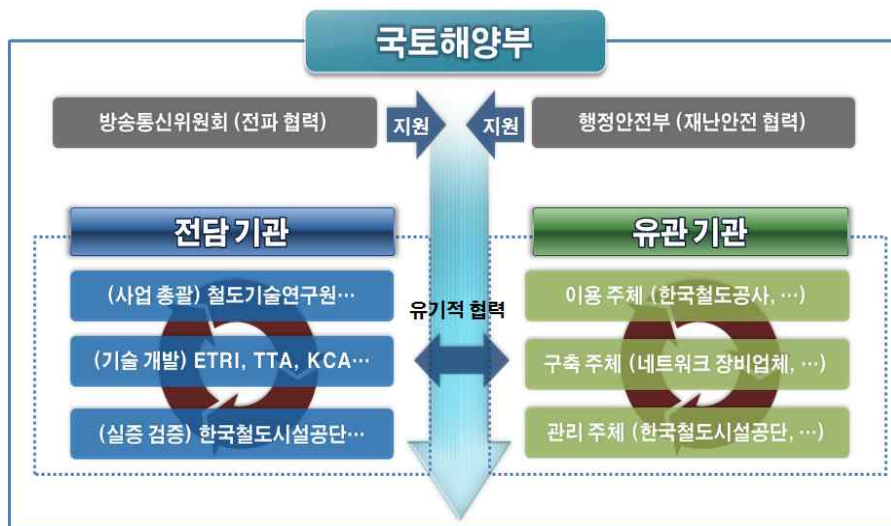 국토해양부
방송통신위원회 (전파 협력)
지원
지원
행정안전부 (재난안전 협력)
전담 기관
(사업 총괄) 철도기술연구원…
(기술 개발) ETRI, TTA, KCA…
(실증 검증) 한국철도시설공단…
유기적 협력
유관 기관
이용 주체 (한국철도공사, …)
구축 주체 (네트워크 장비업체, …)
관리 주체 (한국철도시설공단, …)